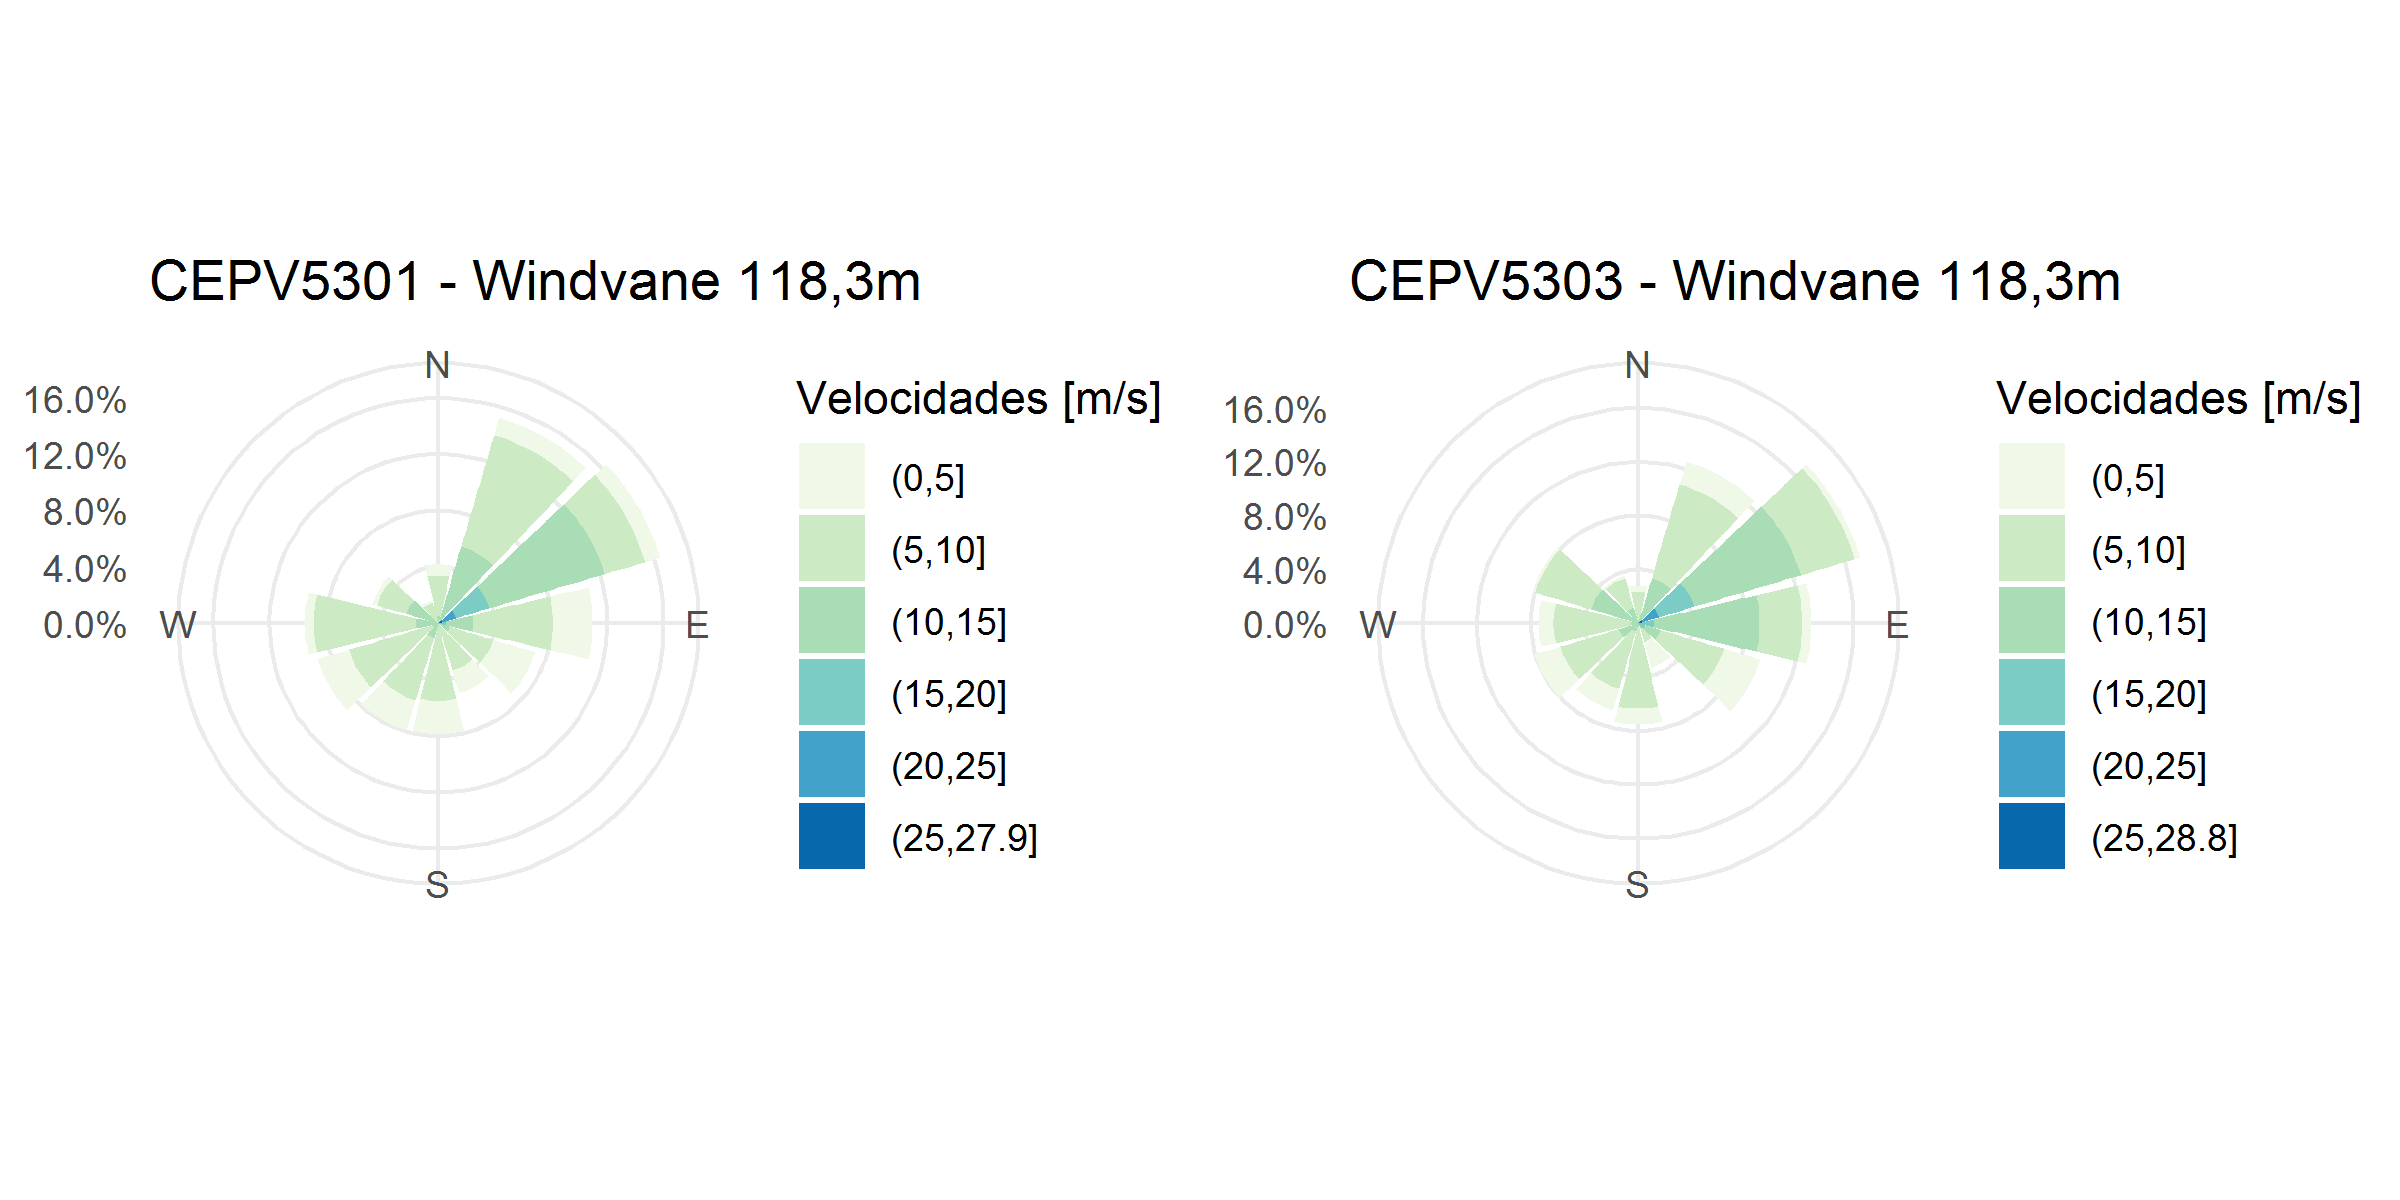 CEPV5301 - Windvane 118,3m
N
16.0%
12.0%
8.0%
4.0%
0.0%
W
E
S
Velocidades [m/s]
(0,5]
(5,10]
(10,15]
(15,20]
(20,25]
(25,27.9]
CEPV5303 - Windvane 118,3m
N
16.0%
12.0%
8.0%
4.0%
0.0%
W
E
S
Velocidades [m/s]
(0,5]
(5,10]
(10,15]
(15,20]
(20,25]
(25,28.8]